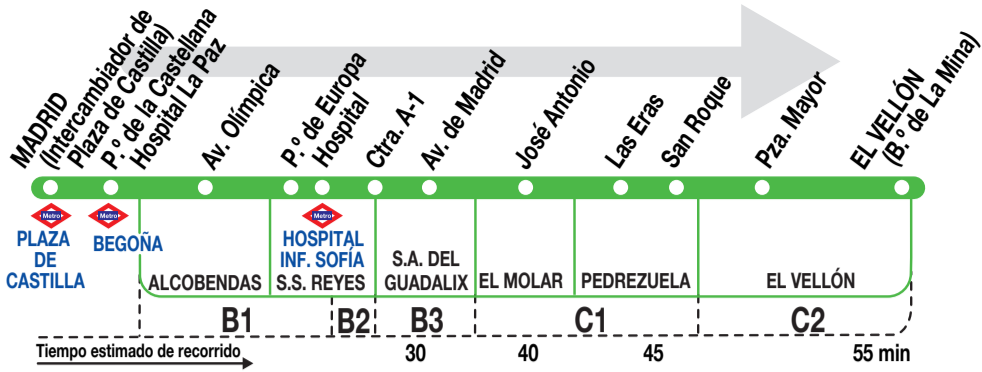 MADRID
(Intercambiador de
Plaza de Castilla)
P.º de la Castellana
Hospital La Paz
Av. Olímpica
P.º de Europa
Hospital
Ctra. A-1
Av. de Madrid
José Antonio
Las Eras
San Roque
Pza. Mayor
EL VELLÓN
(B.º de La Mina)
Metro
Metro
Metro
PLAZA
DE
CASTILLA
BEGOÑA
HOSPITAL
INF. SOFÍA
ALCOBENDAS
S.S. REYES
S.A. DEL
GUADALIX
EL MOLAR
PEDREZUELA
EL VELLÓN
B1
B2
B3
C1
C2
Tiempo estimado de recorrido
30
40
45
55 min